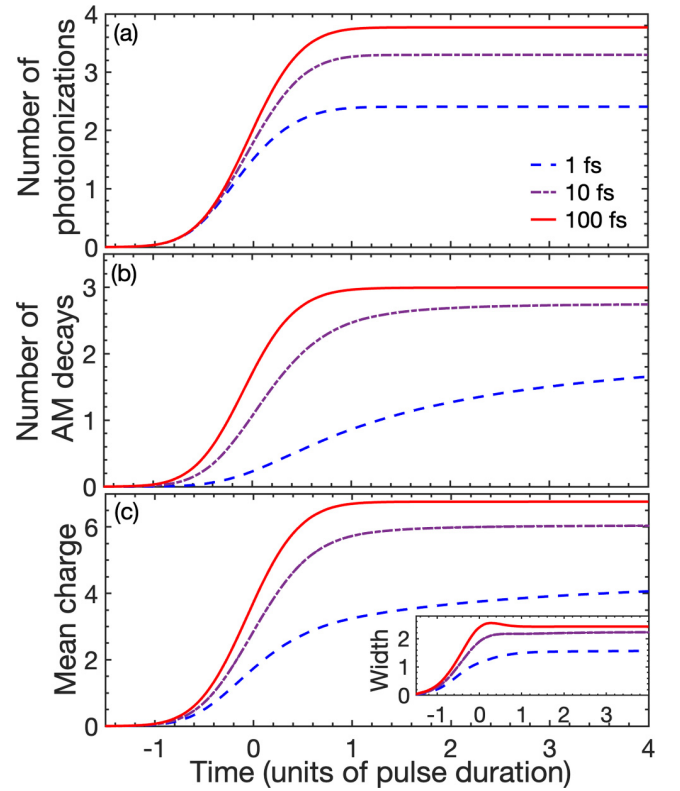 4
3
2
1
0
Number of
photoionizations
(a)
1 fs
10 fs
100 fs
3
2
1
0
Number of
AM decays
(b)
6
4
2
0
Mean charge
(c)
2
1
0
Width
-1 0 1 2 3
-1 0 1 2 3 4
Time (units of pulse duration)